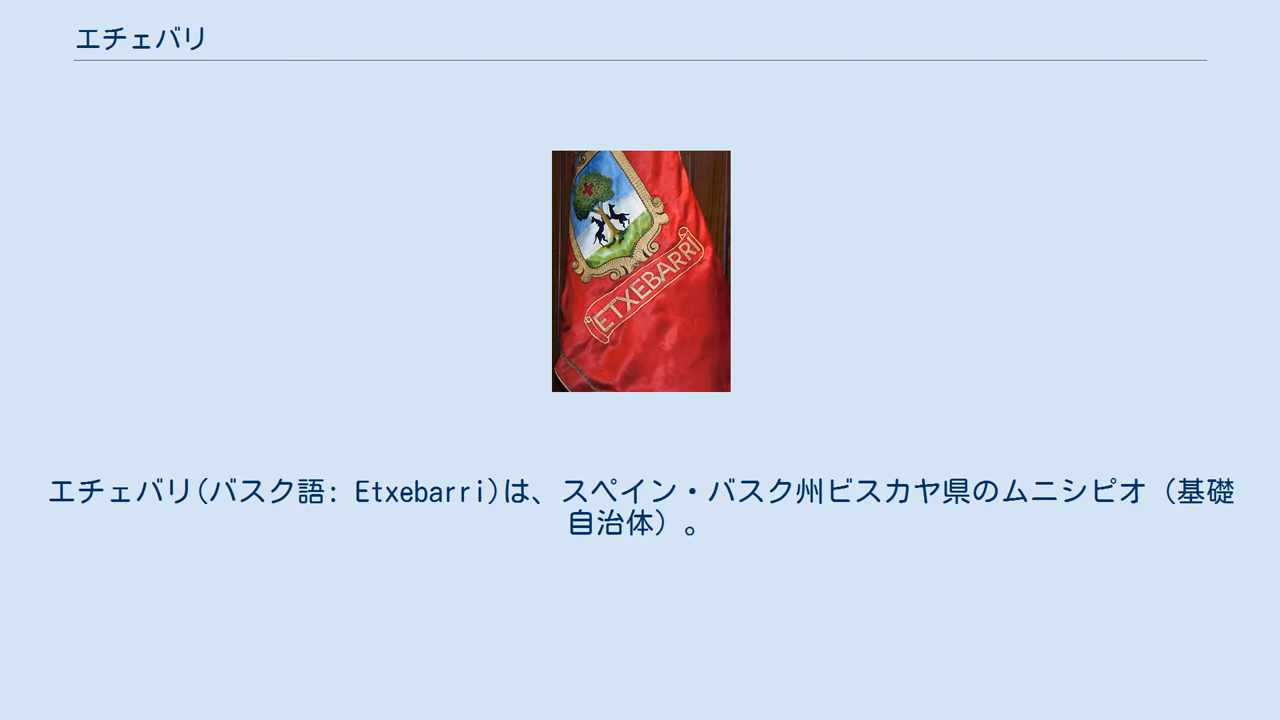 エチェバリ
ETXEBARRI
エチェバリ(バスク語: Etxebarri)は、スペイン・バスク州ビスカヤ県のムニシピオ（基礎
自治体）。